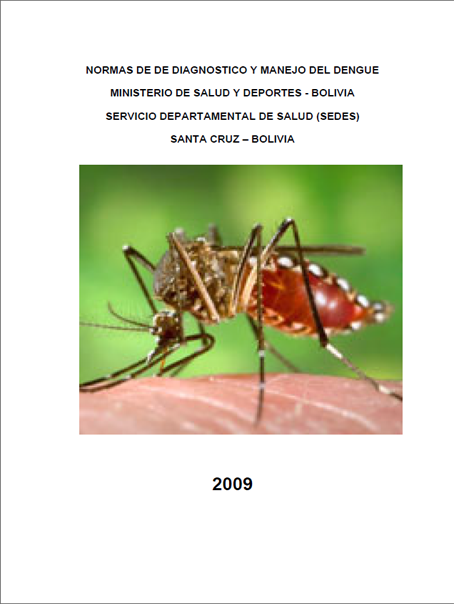 NORMAS DE DE DIAGNOSTICO Y MANEJO DEL DENGUE
MINISTERIO DE SALUD Y DEPORTES - BOLIVIA
SERVICIO DEPARTAMENTAL DE SALUD (SEDES)
SANTA CRUZ – BOLIVIA
2009